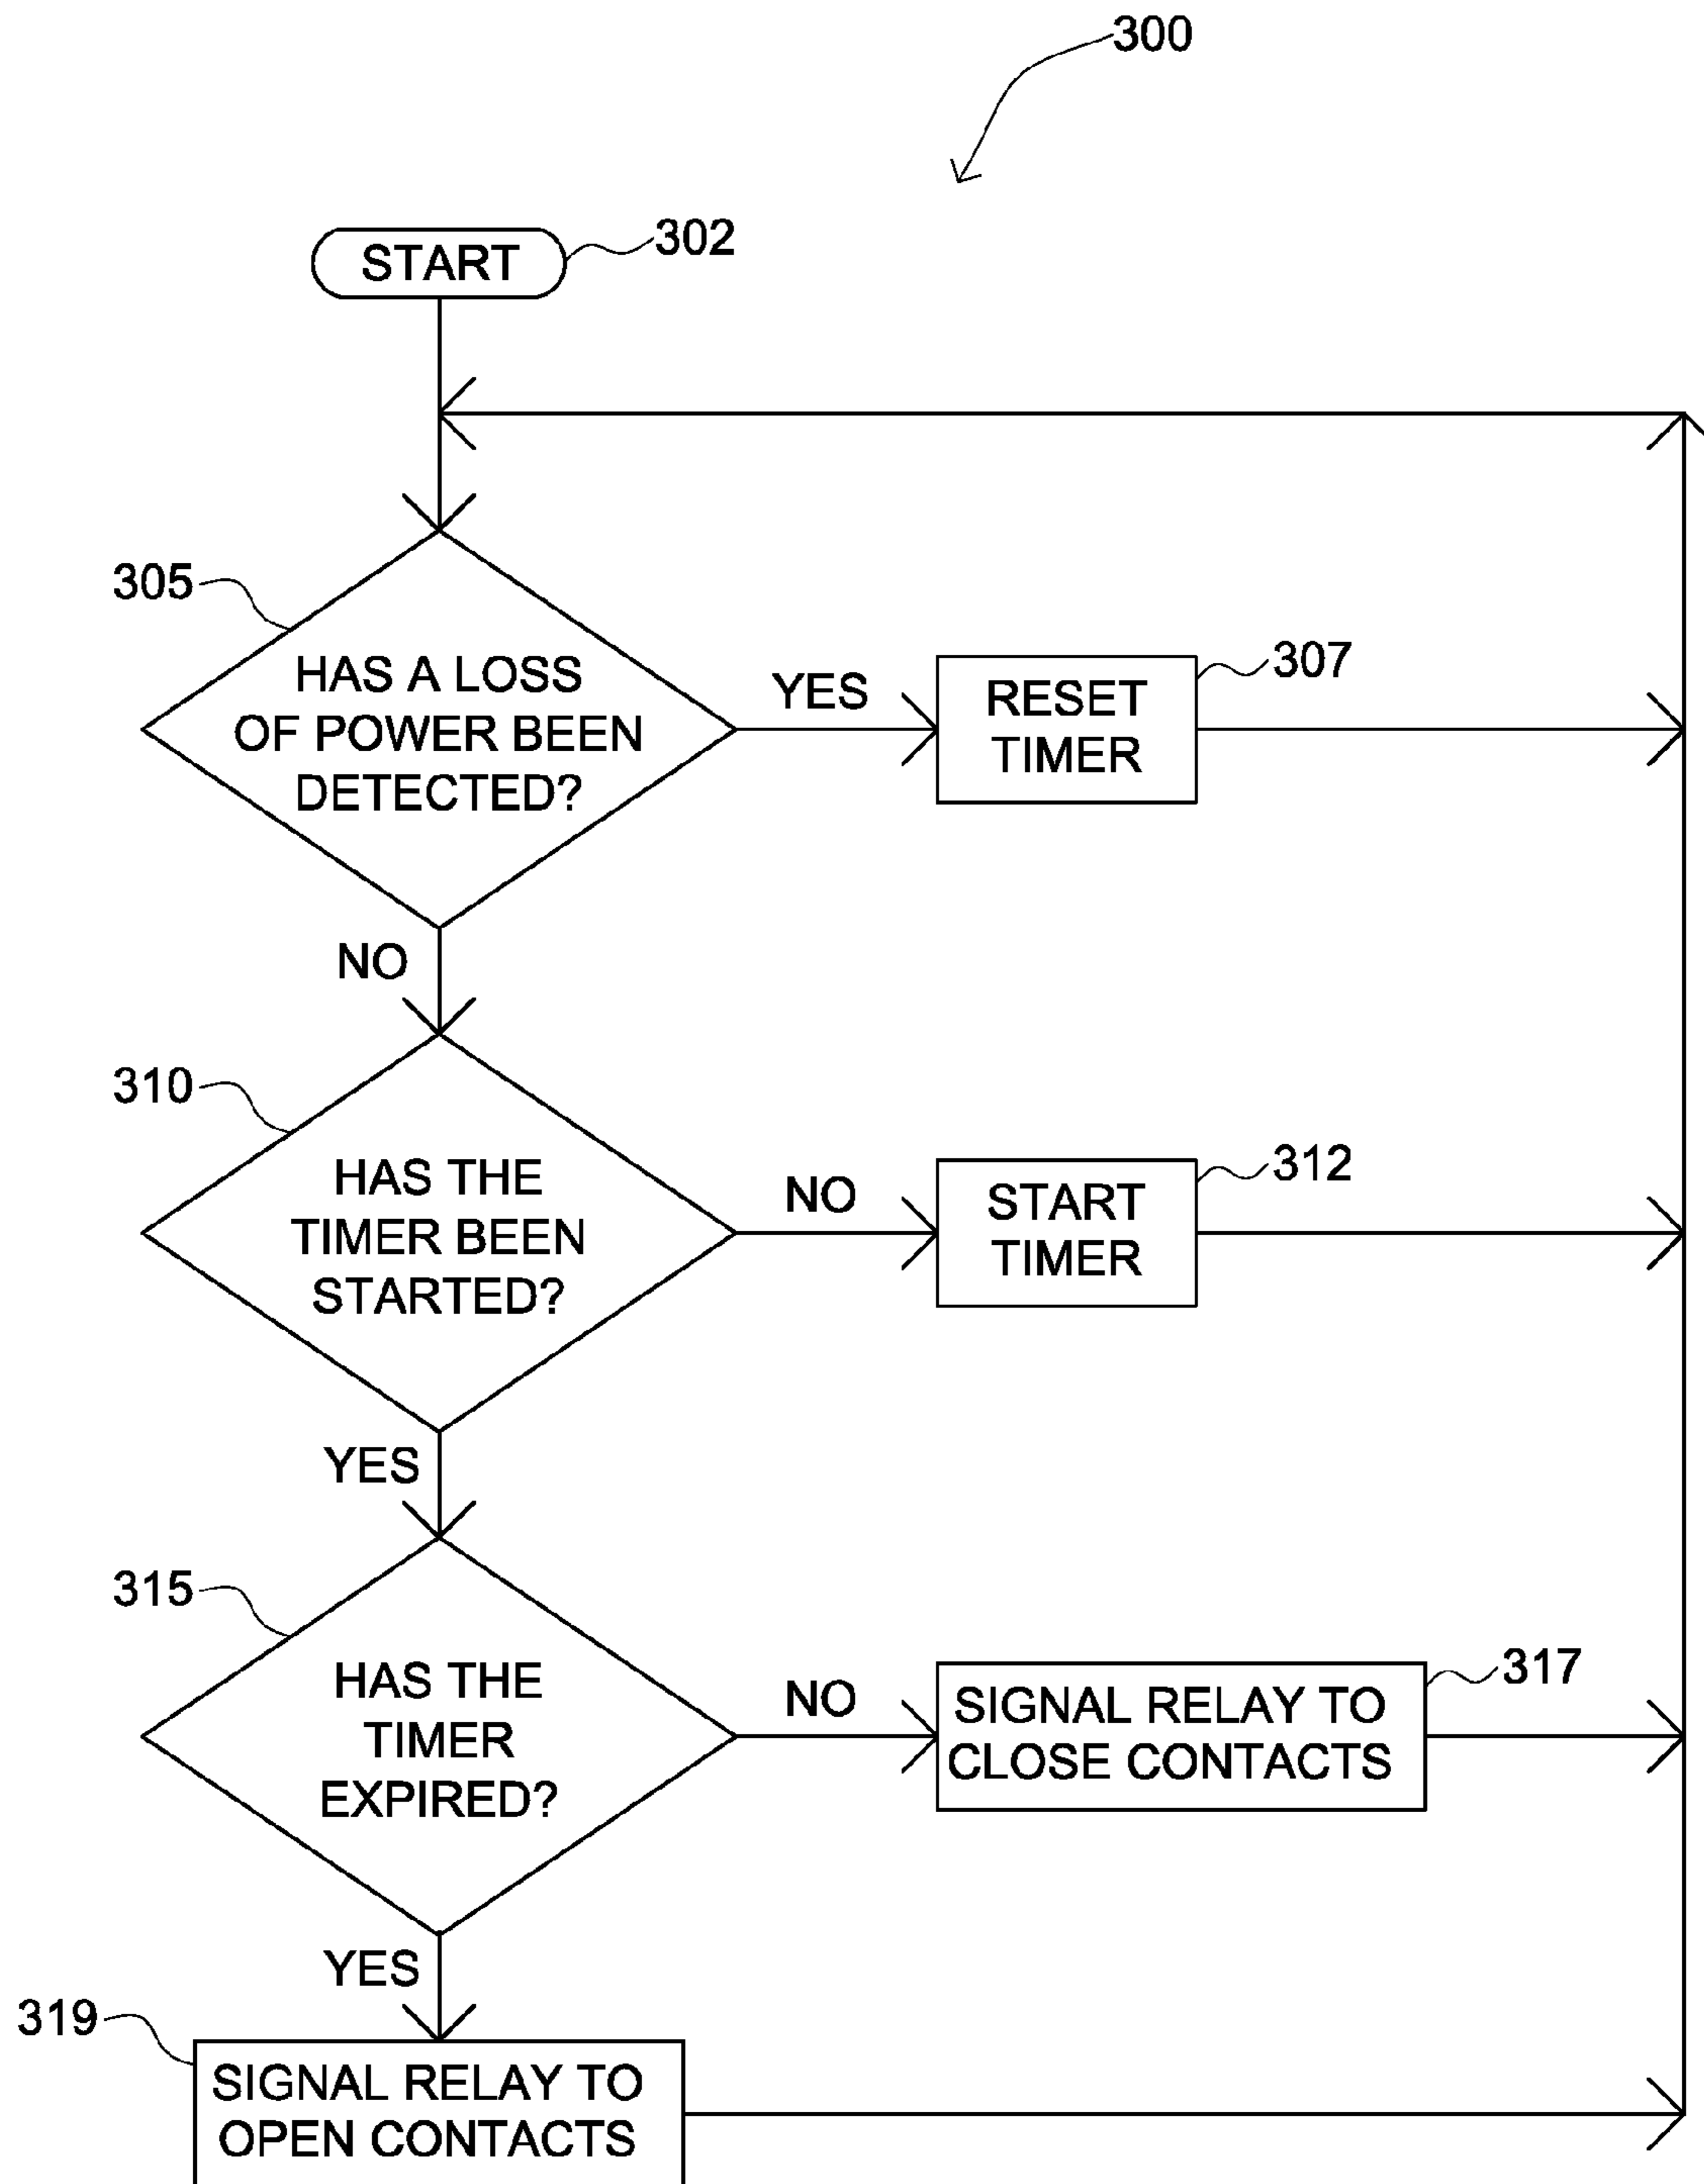 300
START
302
305
HAS A LOSS
OF POWER BEEN
DETECTED?
YES
RESET
TIMER
307
NO
310
HAS THE
TIMER BEEN
STARTED?
NO
START
TIMER
312
YES
315
HAS THE
TIMER
EXPIRED?
NO
SIGNAL RELAY TO
CLOSE CONTACTS
317
YES
319
SIGNAL RELAY TO
OPEN CONTACTS